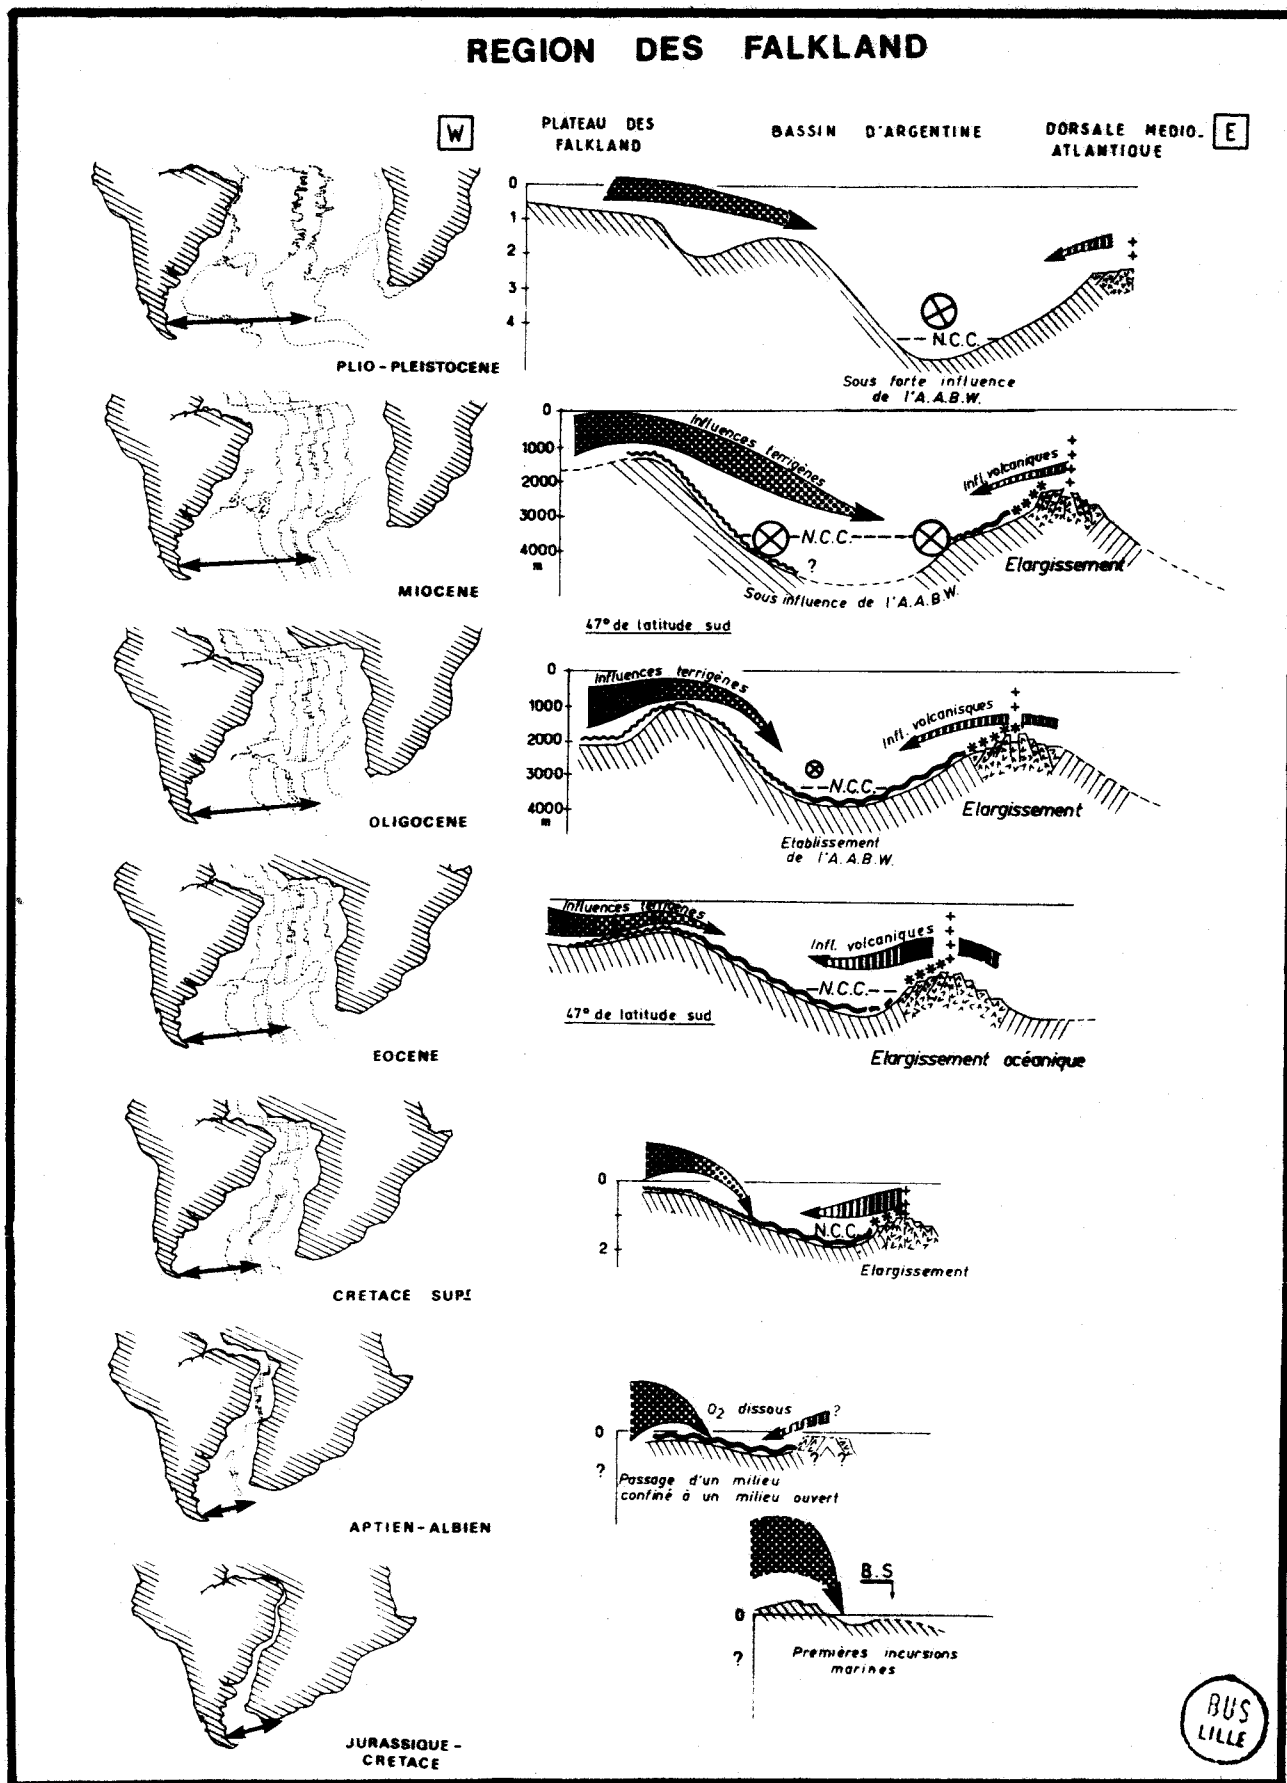 REGION DES FALKLAND
W
PLATEAU DES
FALKLAND
BASSIN D'ARGENTINE
DORSALE MEDIO-
ATLANTIQUE
E
0
1
2
3
4
N.C.C.
Sous forte influence
de l'A.A.B.W.
PLIO-PLEISTOCENE
0
1000
2000
3000
4000
m
Influences terrigènes
Infl. volcaniques
N.C.C.
?
Elargissement
Sous influence de l'A.A.B.W.
MIOCENE
47° de latitude sud
0
1000
2000
3000
4000
m
Influences terrigènes
Infl. volcanisques
N.C.C.
Elargissement
Etablissement
de l'A.A.B.W.
OLIGOCENE
Influences terrigènes
Infl. volcaniques
N.C.C.
47° de latitude sud
Elargissement océanique
EOCENE
0
2
N.C.C.
Elargissement
CRETACE SUPr
O2 dissous
?
0
?
? ?
Passage d'un milieu
confiné à un milieu ouvert
APTIEN-ALBIEN
B.S
0
?
Premières incursions
marines
JURASSIQUE-
CRETACE
BUS
LILLE